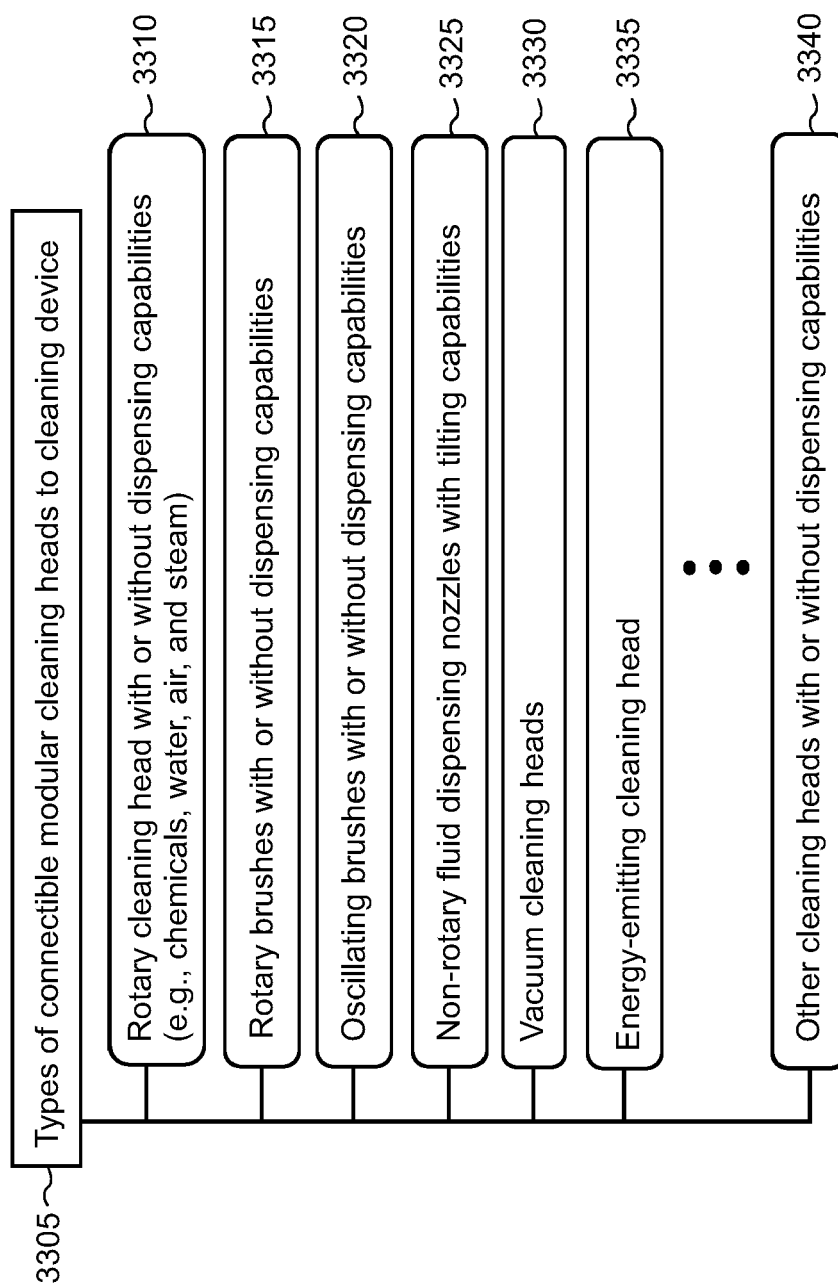 3305
Types of connectible modular cleaning heads to cleaning device
Rotary cleaning head with or without dispensing capabilities
(e.g., chemicals, water, air, and steam)
3310
Rotary brushes with or without dispensing capabilities
3315
Oscillating brushes with or without dispensing capabilities
3320
Non-rotary fluid dispensing nozzles with tilting capabilities
3325
Vacuum cleaning heads
3330
Energy-emitting cleaning head
3335
Other cleaning heads with or without dispensing capabilities
3340